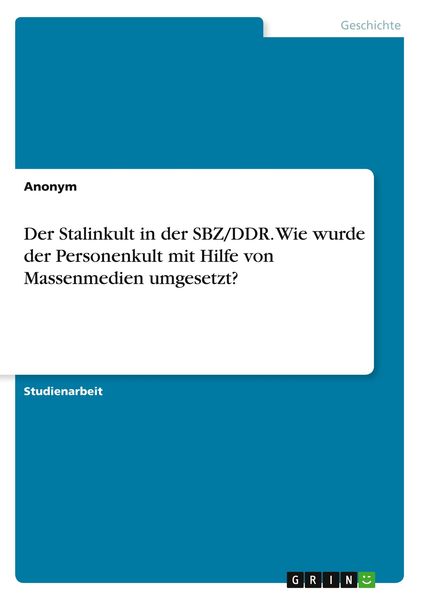 Geschichte
Anonym
Der Stalinkult in der SBZ/DDR. Wie wurde
der Personenkult mit Hilfe von
Massenmedien umgesetzt?
Studienarbeit
GRIN